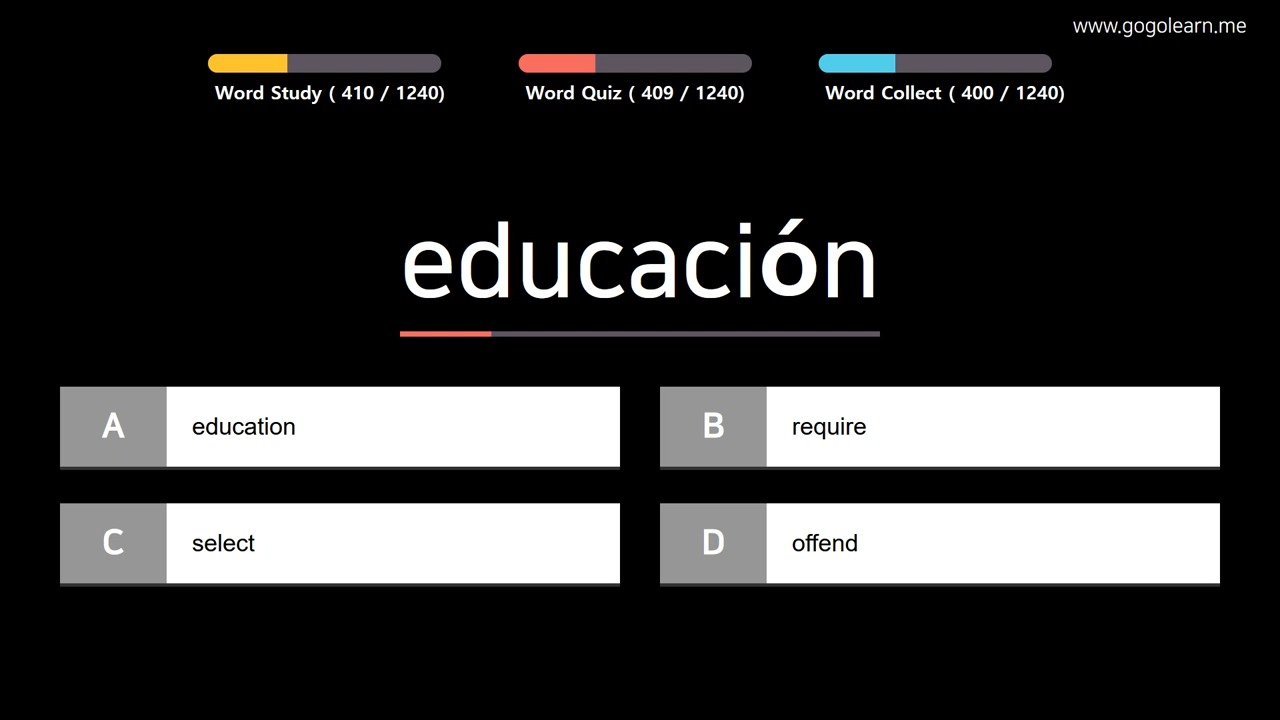 www.gogolearn.me
Word Study ( 410 / 1240)
Word Quiz ( 409 / 1240)
Word Collect ( 400 / 1240)
educación
A education
B require
C select
D offend